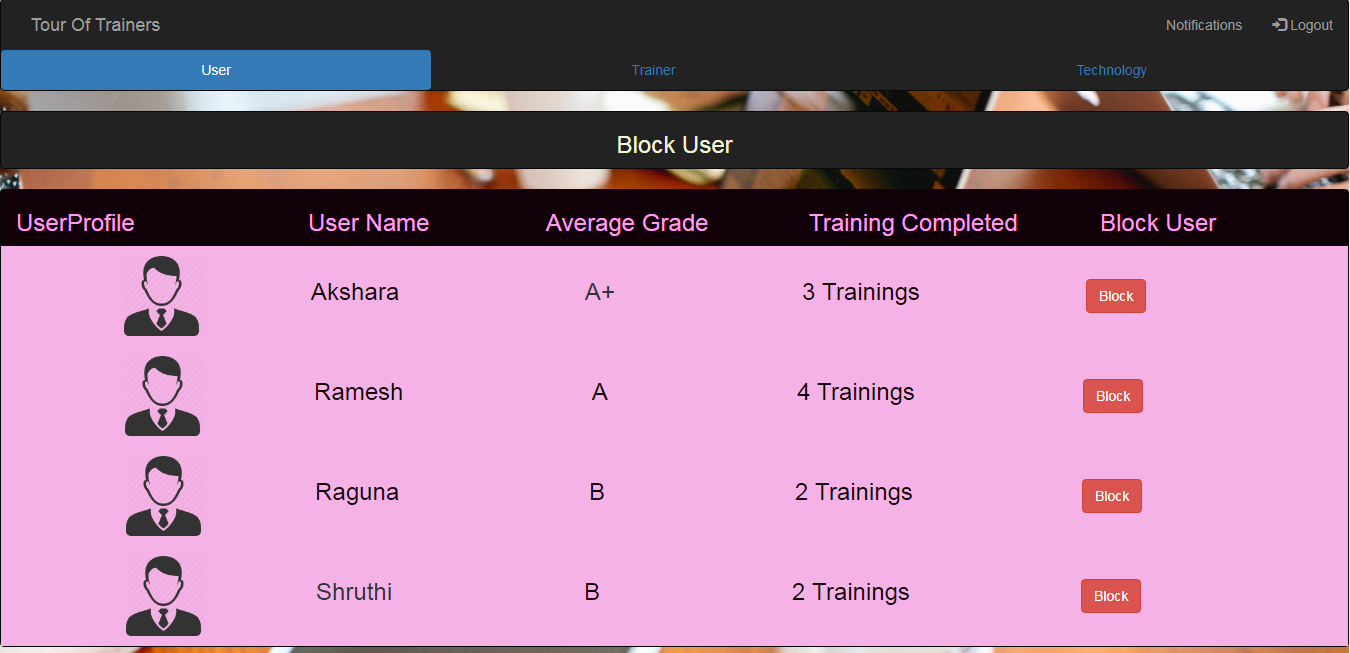 Tour Of Trainers Notifications Logout
User Trainer Technology
Block User
UserProfile User Name Average Grade Training Completed Block User
Akshara A+ 3 Trainings Block
Ramesh A 4 Trainings Block
Raguna B 2 Trainings Block
Shruthi B 2 Trainings Block